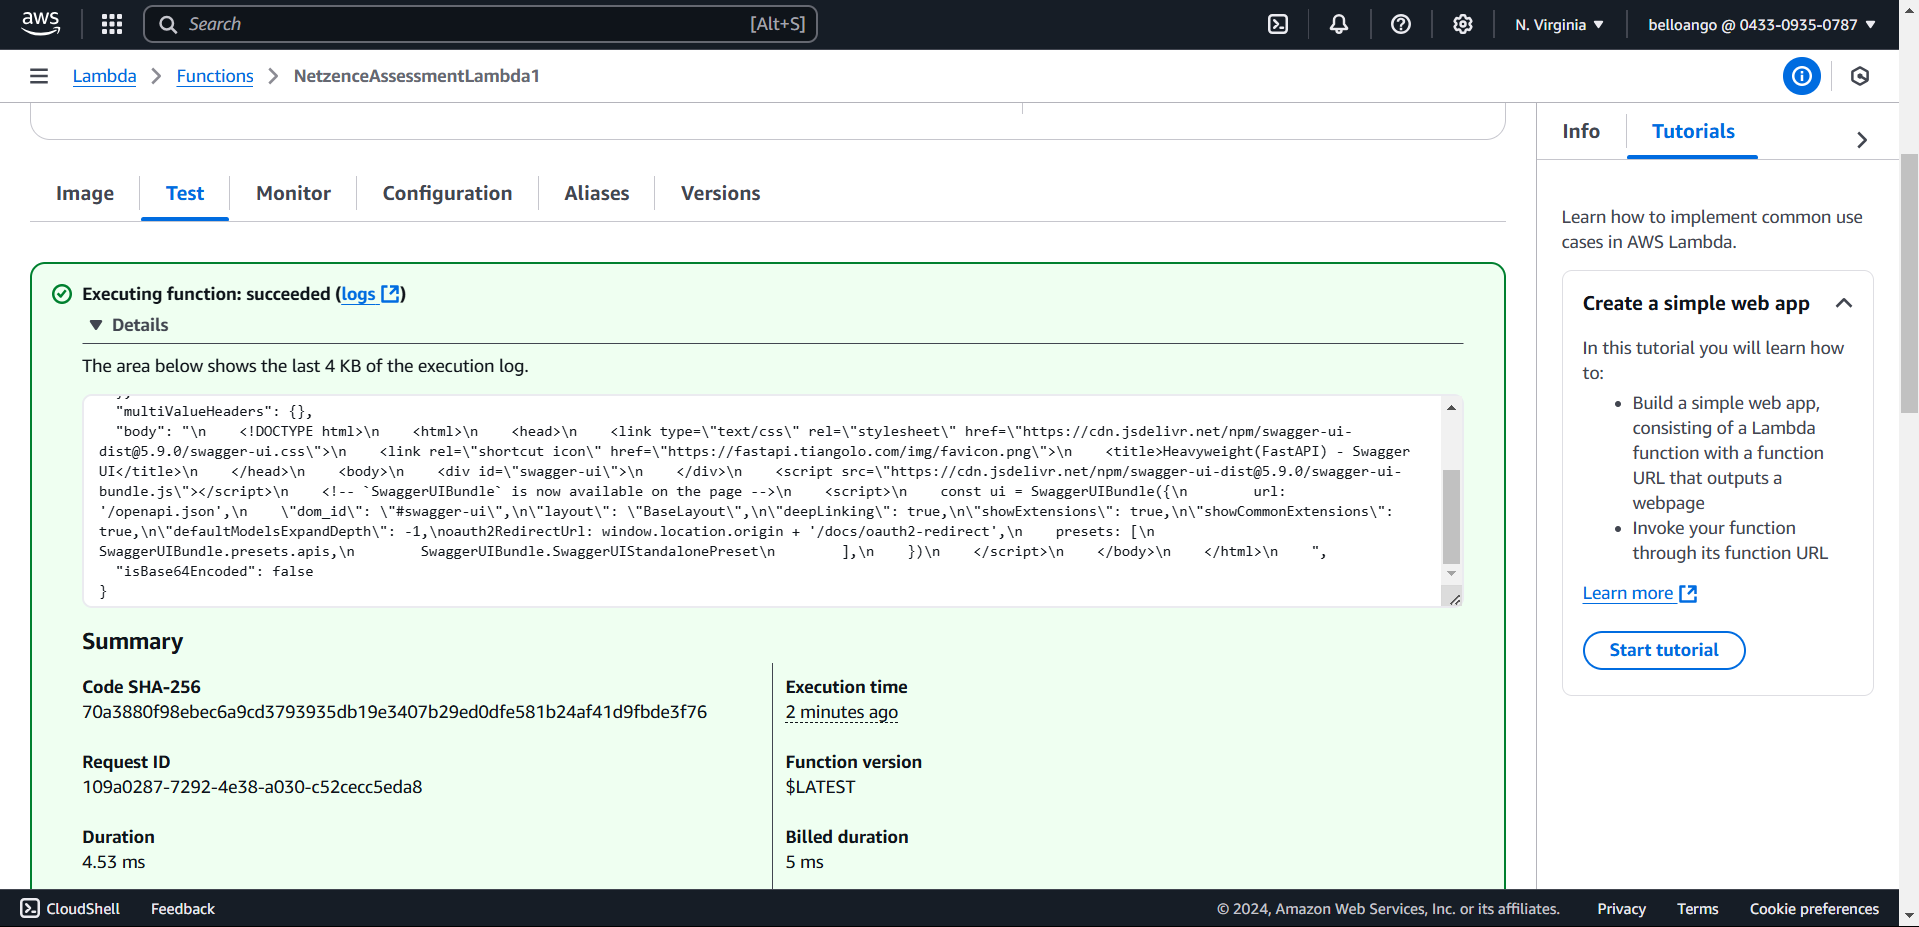 aws
Search
[Alt+S]
N. Virginia
belloango @ 0433-0935-0787
Lambda
Functions
NetzenceAssessmentLambda1
Image
Test
Monitor
Configuration
Aliases
Versions
Executing function: succeeded (logs)
Details
The area below shows the last 4 KB of the execution log.
"multiValueHeaders": {},
"body": "\n    <!DOCTYPE html>\n    <html>\n    <head>\n    <link type=\"text/css\" rel=\"stylesheet\" href=\"https://cdn.jsdelivr.net/npm/swagger-ui-
dist@5.9.0/swagger-ui.css\">\n    <link rel=\"shortcut icon\" href=\"https://fastapi.tiangolo.com/img/favicon.png\">\n    <title>Heavyweight(FastAPI) - Swagger
UI</title>\n    </head>\n    <body>\n    <div id=\"swagger-ui\">\n    </div>\n    <script src=\"https://cdn.jsdelivr.net/npm/swagger-ui-dist@5.9.0/swagger-ui-
bundle.js\"></script>\n    <!-- `SwaggerUIBundle` is now available on the page -->\n    <script>\n    const ui = SwaggerUIBundle({\n        url:
'/openapi.json',\n    \"dom_id\": \"#swagger-ui\",\n\"layout\": \"BaseLayout\",\n\"deepLinking\": true,\n\"showExtensions\": true,\n\"showCommonExtensions\":
true,\n\"defaultModelsExpandDepth\": -1,\noauth2RedirectUrl: window.location.origin + '/docs/oauth2-redirect',\n    presets: [\n
SwaggerUIBundle.presets.apis,\n        SwaggerUIBundle.SwaggerUIStandalonePreset\n        ],\n    })\n    </script>\n    </body>\n    </html>\n    ",
"isBase64Encoded": false
}
Summary
Code SHA-256
70a3880f98ebec6a9cd3793935db19e3407b29ed0dfe581b24af41d9fbde3f76
Request ID
109a0287-7292-4e38-a030-c52cecc5eda8
Duration
4.53 ms
Execution time
2 minutes ago
Function version
$LATEST
Billed duration
5 ms
Info
Tutorials
Learn how to implement common use
cases in AWS Lambda.
Create a simple web app
In this tutorial you will learn how
to:
Build a simple web app,
consisting of a Lambda
function with a function
URL that outputs a
webpage
Invoke your function
through its function URL
Learn more
Start tutorial
CloudShell
Feedback
© 2024, Amazon Web Services, Inc. or its affiliates.
Privacy
Terms
Cookie preferences